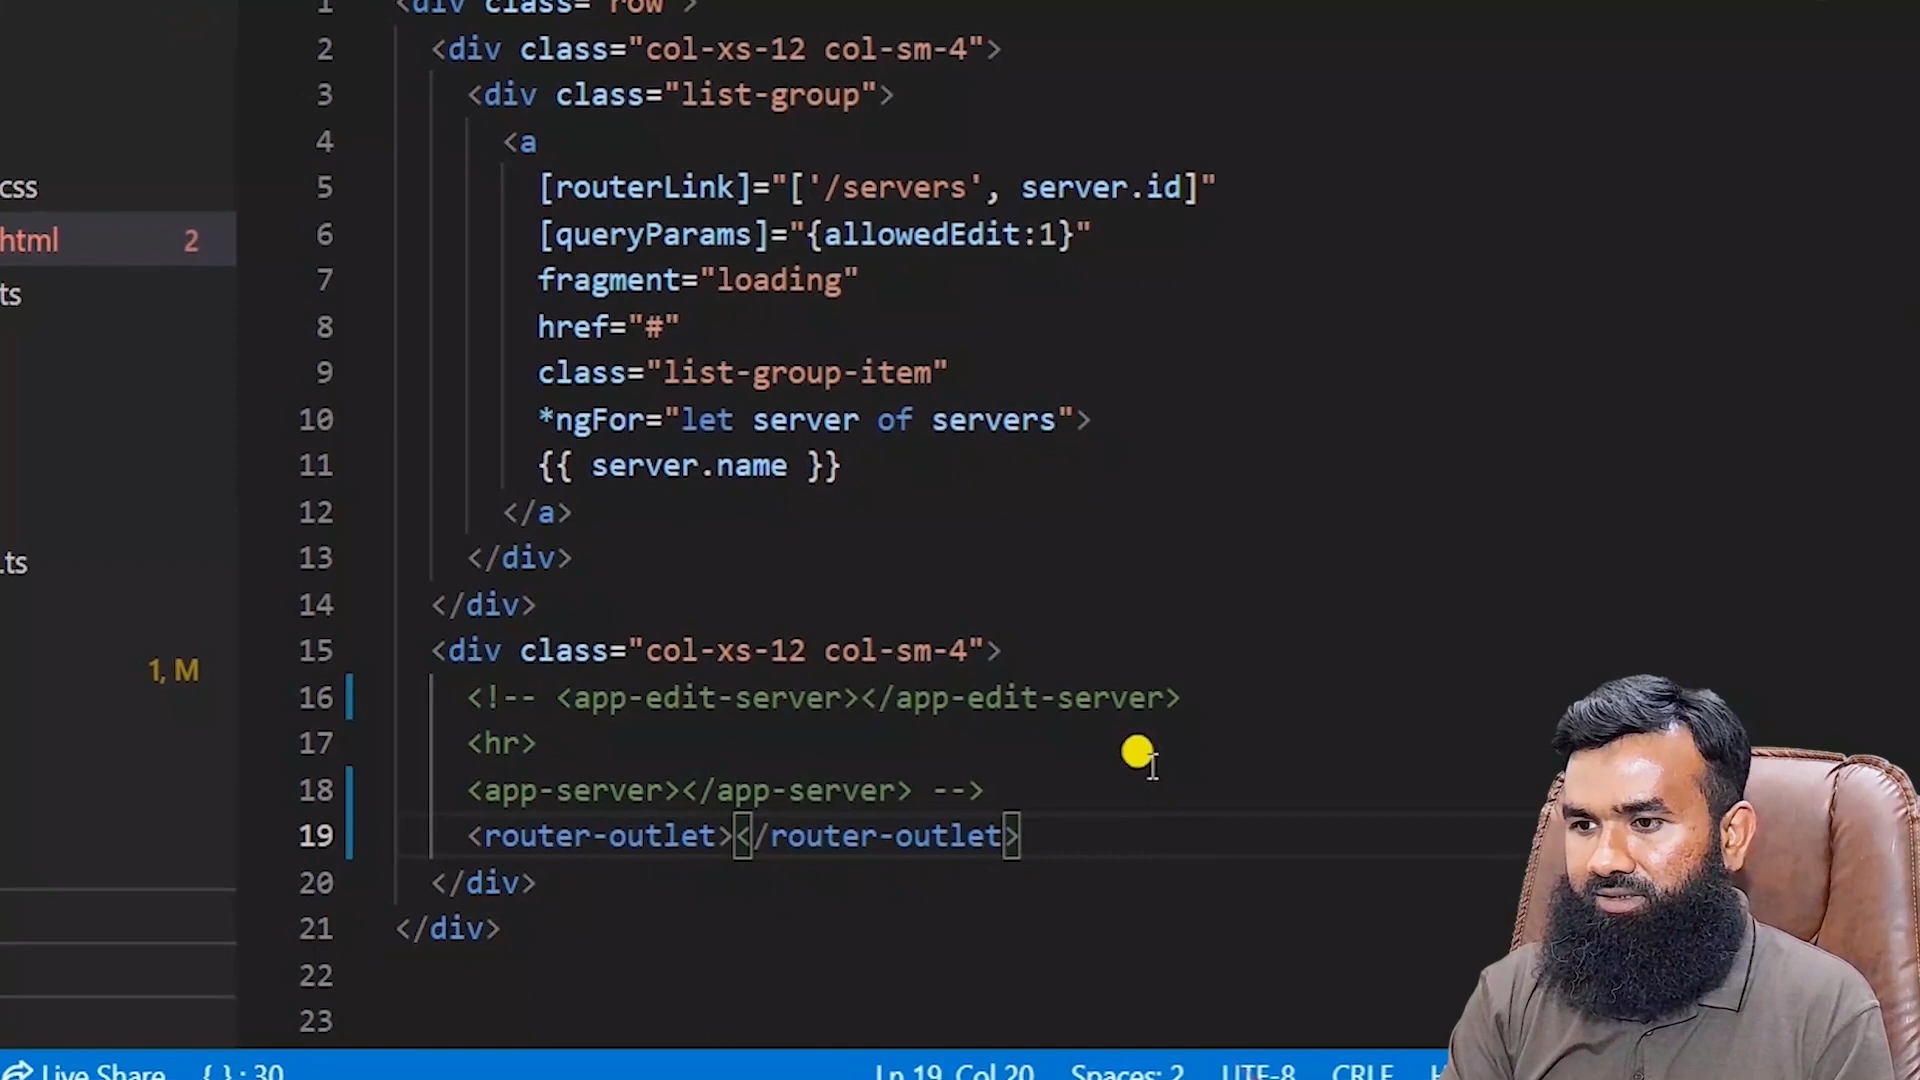 1 <div class="row">
2 <div class="col-xs-12 col-sm-4">
3 <div class="list-group">
4 <a
css
5 [routerLink]="['/servers', server.id]"
html 2
6 [queryParams]="{allowedEdit:1}"
7 fragment="loading"
ts
8 href="#"
9 class="list-group-item"
10 *ngFor="let server of servers">
11 {{ server.name }}
12 </a>
.ts
13 </div>
14 </div>
15 <div class="col-xs-12 col-sm-4">
1, M
16 <!-- <app-edit-server></app-edit-server>
17 <hr>
18 <app-server></app-server> -->
19 <router-outlet></router-outlet>
20 </div>
21 </div>
22
23
Live Share { } : 30 Ln 19, Col 20 Spaces: 2 UTF-8 CRLF